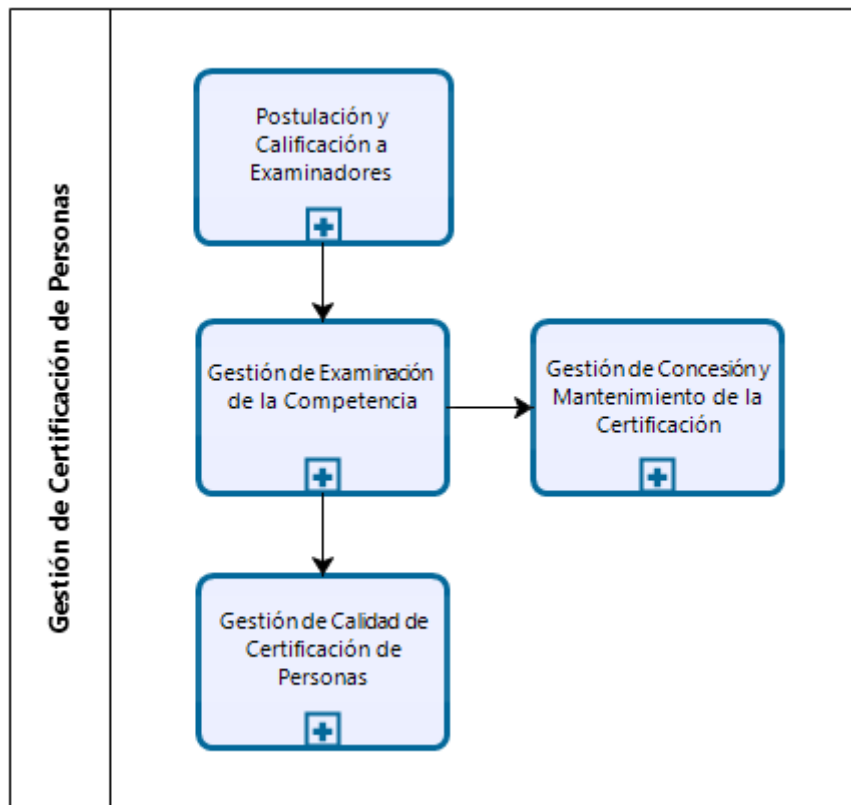 Gestión de Certificación de Personas
Postulación y
Calificación a
Examinadores
Gestión de Examinación
de la Competencia
Gestión de Concesión y
Mantenimiento de la
Certificación
Gestión de Calidad de
Certificación de
Personas